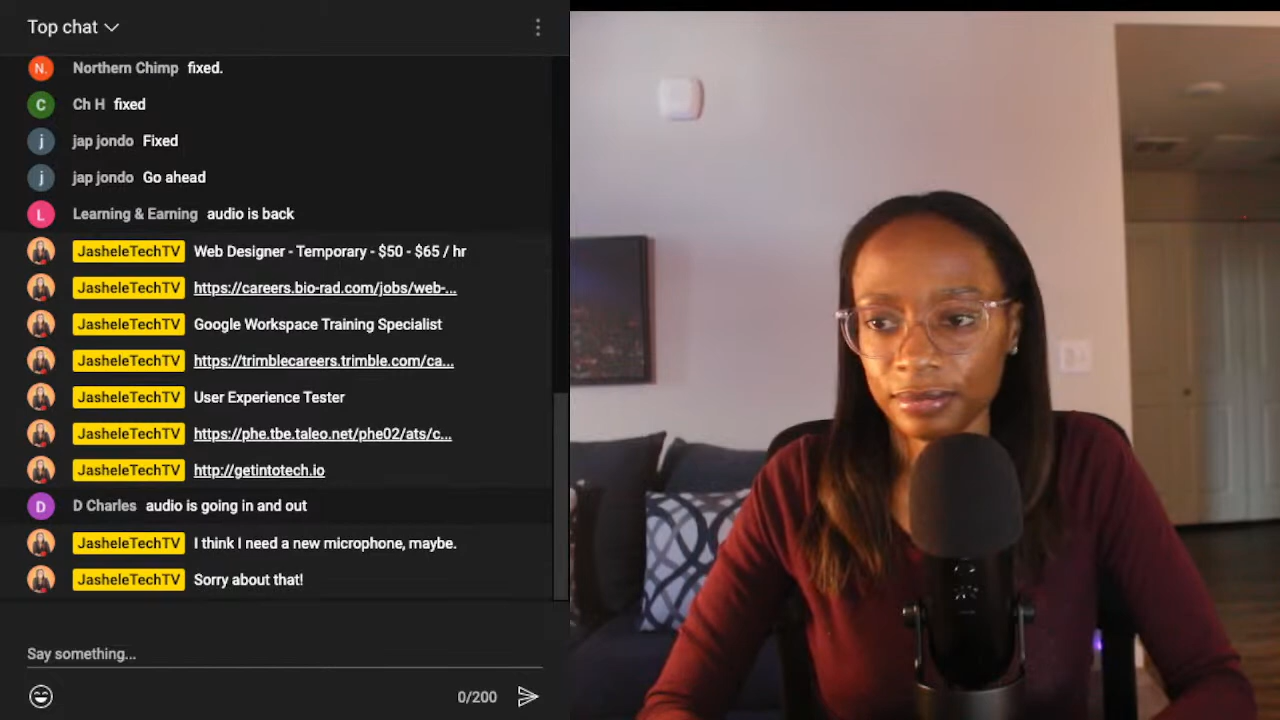 Top chat
N. Northern Chimp fixed.
C Ch H fixed
j jap jondo Fixed
j jap jondo Go ahead
L Learning & Earning audio is back
JasheleTechTV Web Designer - Temporary - $50 - $65 / hr
JasheleTechTV https://careers.bio-rad.com/jobs/web-...
JasheleTechTV Google Workspace Training Specialist
JasheleTechTV https://trimblecareers.trimble.com/ca...
JasheleTechTV User Experience Tester
JasheleTechTV https://phe.tbe.taleo.net/phe02/ats/c...
JasheleTechTV http://getintotech.io
D D Charles audio is going in and out
JasheleTechTV I think I need a new microphone, maybe.
JasheleTechTV Sorry about that!
Say something...
0/200